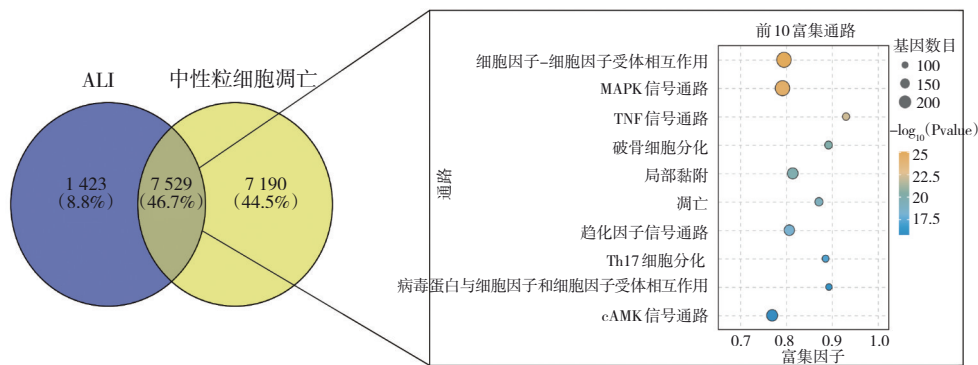 ALI
中性粒细胞凋亡
1 423
(8.8%)
7 529
(46.7%)
7 190
(44.5%)
前10富集通路
通路
细胞因子-细胞因子受体相互作用
MAPK信号通路
TNF信号通路
破骨细胞分化
局部黏附
凋亡
趋化因子信号通路
Th17细胞分化
病毒蛋白与细胞因子和细胞因子受体相互作用
cAMK信号通路
0.7 0.8 0.9 1.0
富集因子
基因数目
100
150
200
-log10(Pvalue)
25
22.5
20
17.5